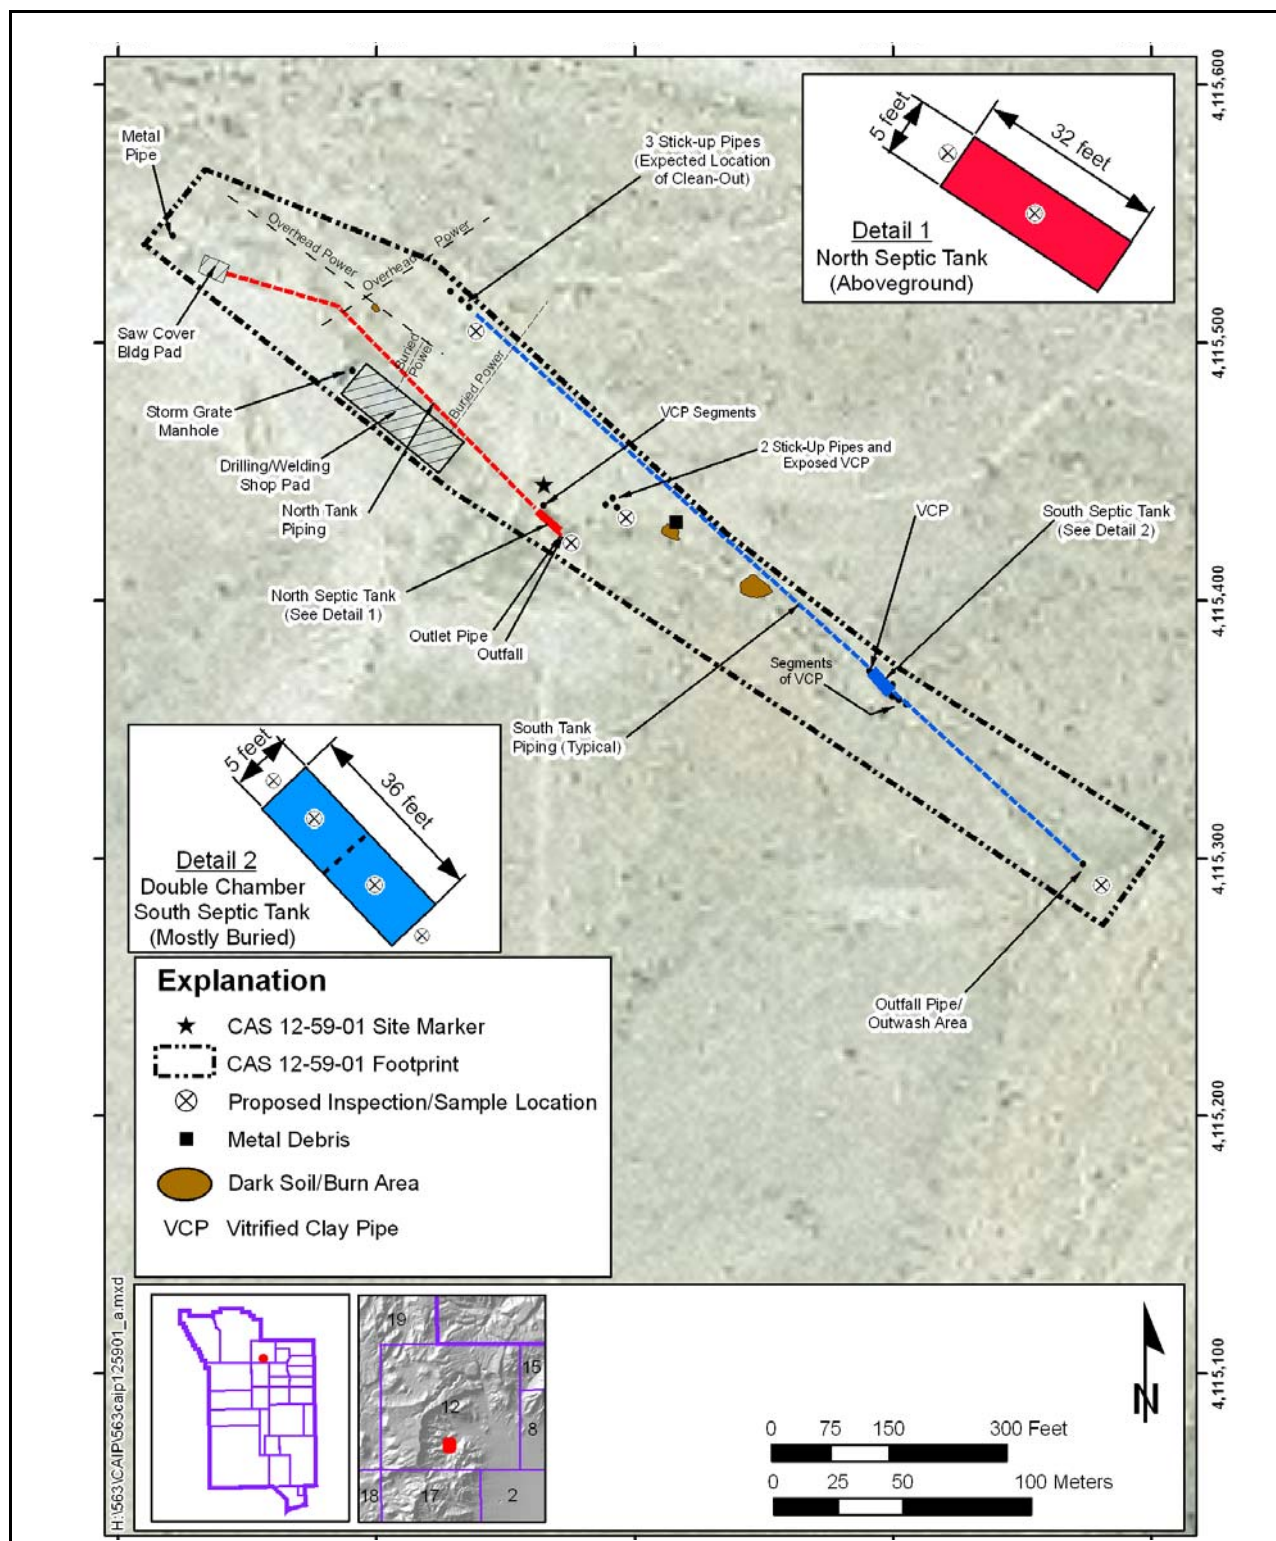 Metal
Pipe
3 Stick-up Pipes
(Expected Location
of Clean-Out)
5 feet
32 feet
Detail 1
North Septic Tank
(Aboveground)
4,115,600
Overhead Power
Overhead Power
Saw Cover
Bldg Pad
Buried
Power
Buried Power
4,115,500
Storm Grate
Manhole
VCP Segments
2 Stick-Up Pipes and
Exposed VCP
Drilling/Welding
Shop Pad
North Tank
Piping
VCP
South Septic Tank
(See Detail 2)
North Septic Tank
(See Detail 1)
4,115,400
Outlet Pipe
Outfall
Segments
of VCP
South Tank
Piping (Typical)
5 feet
36 feet
Detail 2
Double Chamber
South Septic Tank
(Mostly Buried)
4,115,300
Outfall Pipe/
Outwash Area
Explanation
CAS 12-59-01 Site Marker
CAS 12-59-01 Footprint
Proposed Inspection/Sample Location
Metal Debris
Dark Soil/Burn Area
VCP Vitrified Clay Pipe
4,115,200
4,115,100
H:\563\CAIP\563caip125901_a.mxd
19
15
12
8
18
17
2
N
0 75 150 300 Feet
0 25 50 100 Meters